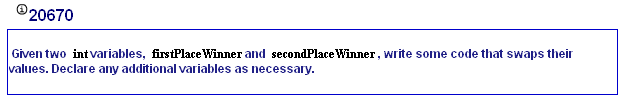 20670
Given two int variables, firstPlaceWinner and secondPlaceWinner, write some code that swaps their
values. Declare any additional variables as necessary.